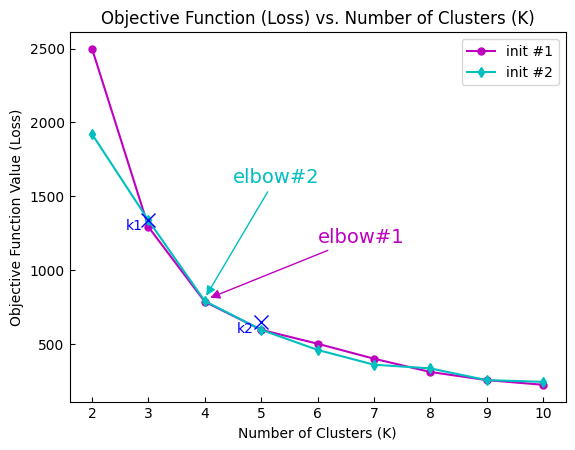 Objective Function (Loss) vs. Number of Clusters (K)
init #1
init #2
Objective Function Value (Loss)
2500
2000
1500
1000
500
elbow#2
elbow#1
k1
k2
2 3 4 5 6 7 8 9 10
Number of Clusters (K)